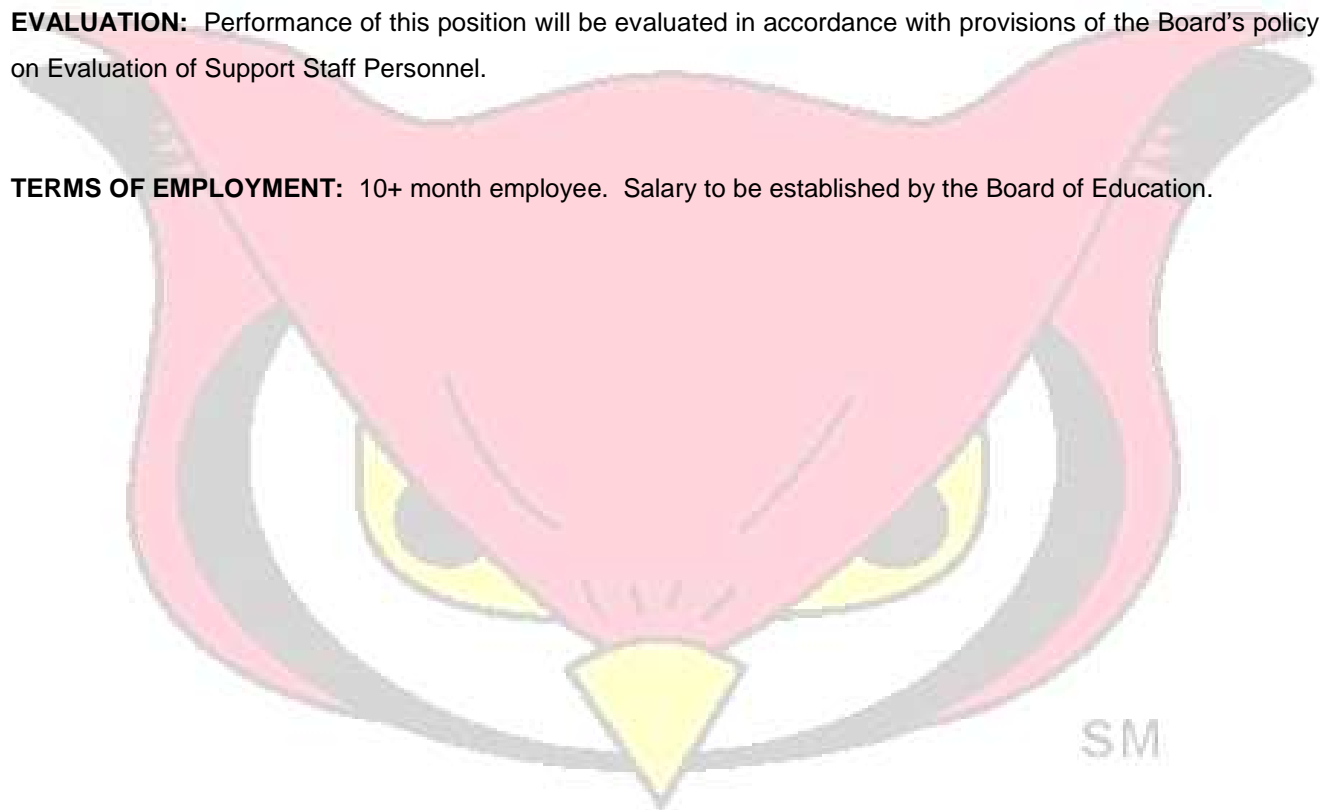 EVALUATION: Performance of this position will be evaluated in accordance with provisions of the Board’s policy
on Evaluation of Support Staff Personnel.
TERMS OF EMPLOYMENT: 10+ month employee. Salary to be established by the Board of Education.
SM